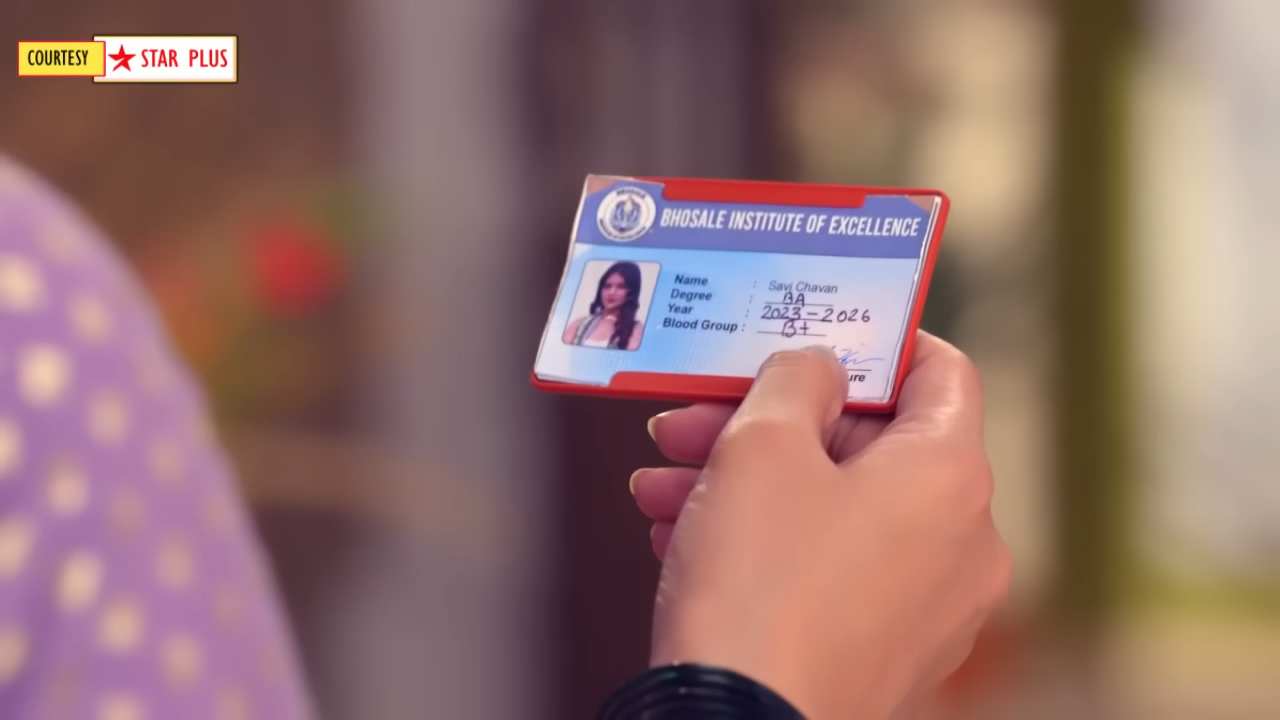 COURTESY STAR PLUS
BHOSALE INSTITUTE OF EXCELLENCE
Name : Savi Chavan
Degree : BA
Year : 2023-2026
Blood Group : B+